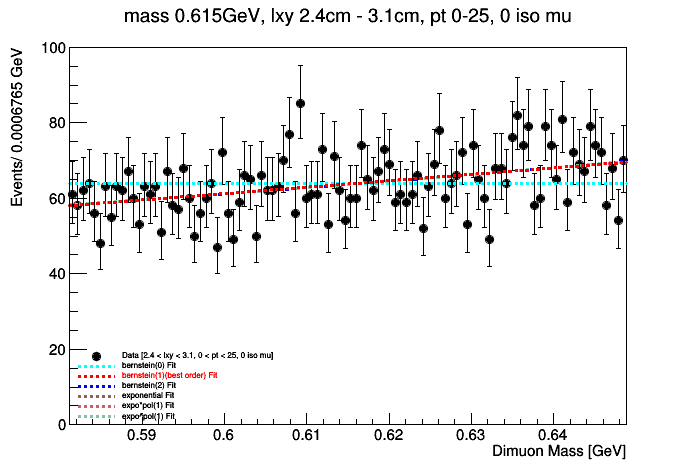 mass 0.615GeV, lxy 2.4cm - 3.1cm, pt 0-25, 0 iso mu
Events/ 0.0006765 GeV
100
80
60
40
20
0
Data [2.4 < lxy < 3.1, 0 < pt < 25, 0 iso mu]
bernstein(0) Fit
bernstein(1)(best order) Fit
bernstein(2) Fit
exponential Fit
expo*pol(1) Fit
expo*pol(1) Fit
0.59 0.6 0.61 0.62 0.63 0.64
Dimuon Mass [GeV]